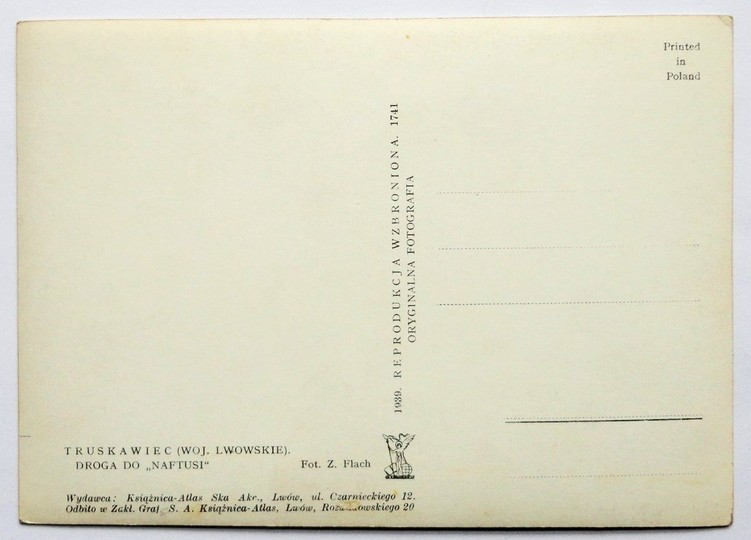 Printed
in
Poland
1939. REPRODUKCJA WZBRONIONA. 1741
ORYGINALNA FOTOGRAFIA
TRUSKAWIEC (WOJ. LWOWSKIE).
DROGA DO „NAFTUSI“
Fot. Z. Flach
Wydawca: Książnica-Atlas Ska Akc., Lwów, ul. Czarnieckiego 12.
Odbito w Zakł. Graf S. A. Książnica-Atlas, Lwów, 20